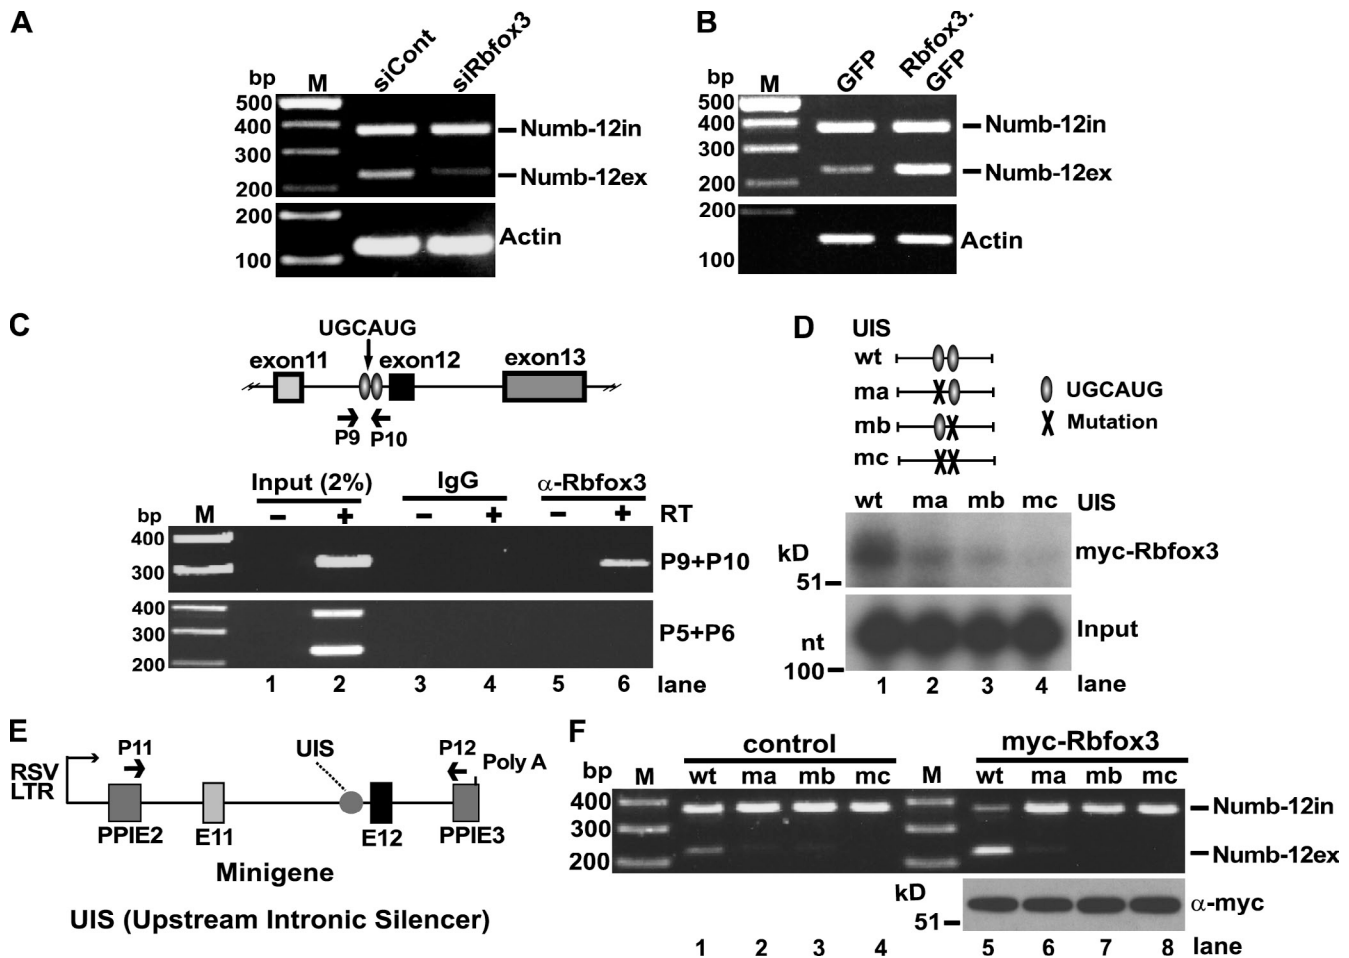 A
bp M siCont siRbfox3
500
400
300
200
Numb-12in
Numb-12ex
200
100
Actin
B
bp M GFP Rbfox3-GFP
500
400
300
200
Numb-12in
Numb-12ex
200
100
Actin
C
UGCAUG
exon11 exon12 exon13
P9 P10
Input (2%) IgG α-Rbfox3
bp M − + − + − + RT
400
300
P9+P10
400
300
200
P5+P6
1 2 3 4 5 6 lane
D
UIS
wt
ma
mb
mc
UGCAUG
Mutation
wt ma mb mc UIS
kD
51
myc-Rbfox3
nt
100
Input
1 2 3 4 lane
E
P11 UIS P12
Poly A
RSV
LTR
PPIE2 E11 E12 PPIE3
Minigene
UIS (Upstream Intronic Silencer)
F
control myc-Rbfox3
bp M wt ma mb mc M wt ma mb mc
400
300
200
Numb-12in
Numb-12ex
kD
51
α-myc
1 2 3 4 5 6 7 8 lane